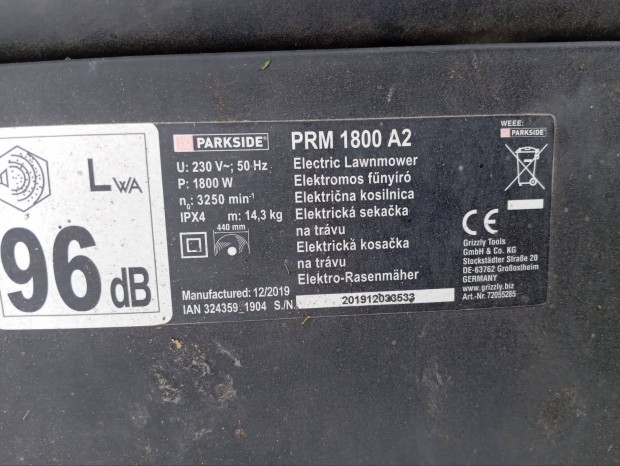 LWA
96 dB
PARKSIDE®
U: 230 V~; 50 Hz
P: 1800 W
n₀: 3250 min⁻¹
IPX4 m: 14,3 kg
440 mm
Manufactured: 12/2019
IAN 324359_1904 S./N. 201912033533
PRM 1800 A2
Electric Lawnmower
Elektromos fűnyíró
Električna kosilnica
Elektrická sekačka
na trávu
Elektrická kosačka
na trávu
Elektro-Rasenmäher
WEEE:
PARKSIDE
CE
Grizzly Tools
GmbH & Co. KG
Stockstädter Straße 20
DE-63762 Großostheim
GERMANY
www.grizzly.biz
Art.-Nr. 72055285